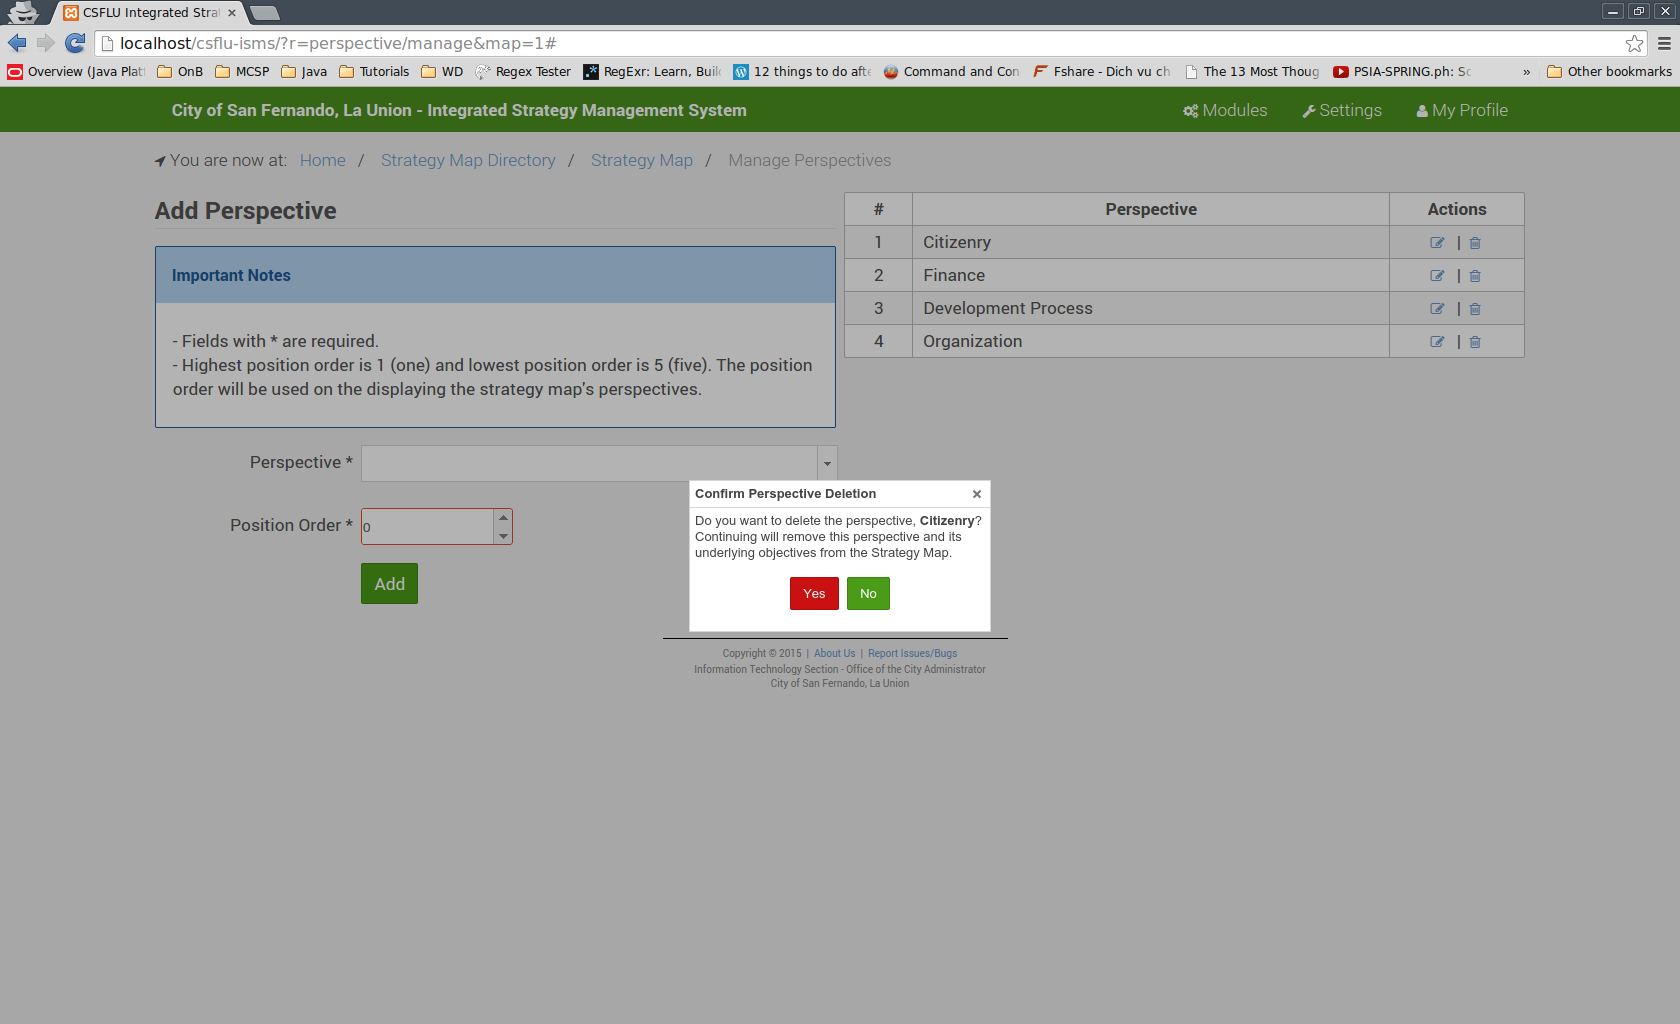 CSFLU Integrated Stra
localhost/csflu-isms/?r=perspective/manage&map=1#
Overview (Java Plat OnB MCSP Java Tutorials WD Regex Tester RegExr: Learn, Buil 12 things to do afte Command and Con Fshare - Dich vu ch The 13 Most Thoug PSIA-SPRING.ph: Sc » Other bookmarks
City of San Fernando, La Union - Integrated Strategy Management System Modules Settings My Profile
You are now at: Home / Strategy Map Directory / Strategy Map / Manage Perspectives
Add Perspective
Important Notes
- Fields with * are required.
- Highest position order is 1 (one) and lowest position order is 5 (five). The position
order will be used on the displaying the strategy map's perspectives.
Perspective *
Position Order * 0
Add
# Perspective Actions
1 Citizenry |
2 Finance |
3 Development Process |
4 Organization |
Confirm Perspective Deletion ×
Do you want to delete the perspective, Citizenry?
Continuing will remove this perspective and its
underlying objectives from the Strategy Map.
Yes No
Copyright © 2015 | About Us | Report Issues/Bugs
Information Technology Section - Office of the City Administrator
City of San Fernando, La Union